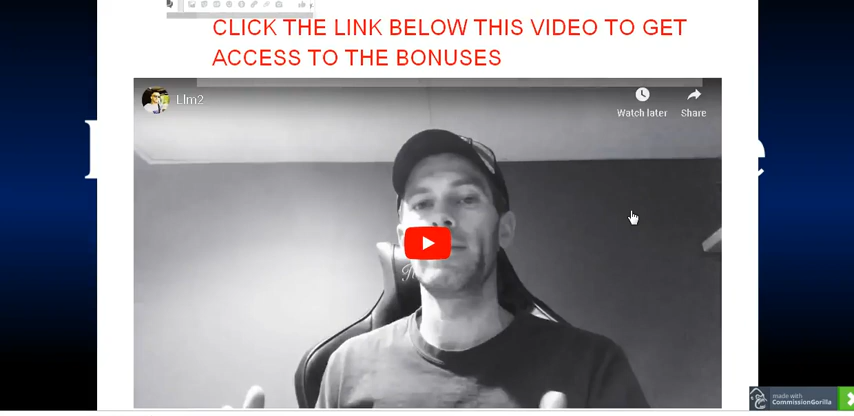 CLICK THE LINK BELOW THIS VIDEO TO GET
ACCESS TO THE BONUSES
Llm2
Watch later
Share
made with
CommissionGorilla